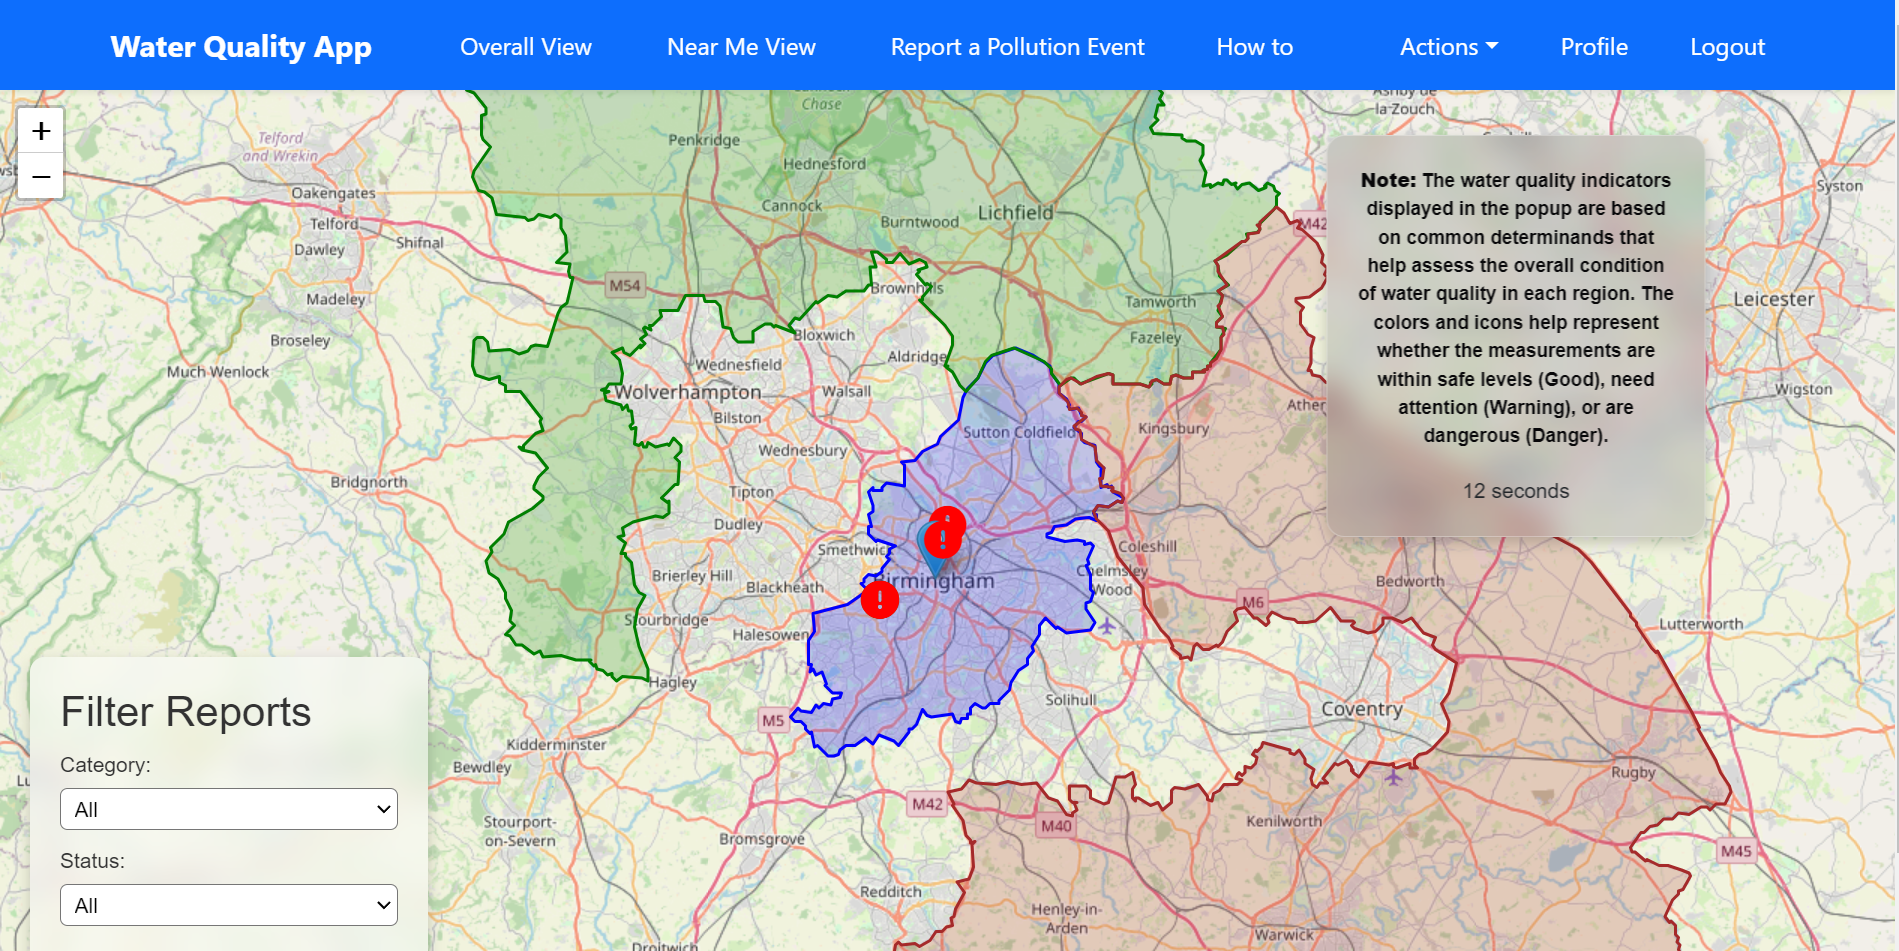 Water Quality App
Overall View
Near Me View
Report a Pollution Event
How to
Actions
Profile
Logout
+
−
Chase
Ashby de
la-Zouch
Telford
and Wrekin
Penkridge
Hednesford
Oakengates
Telford
Dawley
Shifnal
Cannock
Burntwood
Lichfield
M42
Syston
Note: The water quality indicators
displayed in the popup are based
on common determinands that
help assess the overall condition
of water quality in each region. The
colors and icons help represent
whether the measurements are
within safe levels (Good), need
attention (Warning), or are
dangerous (Danger).
12 seconds
M54
Madeley
Brownhills
Tamworth
Leicester
Broseley
Bloxwich
Fazeley
Aldridge
Much Wenlock
Wednesfield
Wolverhampton
Walsall
Wigston
Bilston
Sutton Coldfield
Kingsbury
Wednesbury
Bridgnorth
Tipton
Dudley
Smethwic
!
Coleshill
Brierley Hill
Blackheath
Birmingham
Chelmsley
Wood
Bedworth
!
M6
Stourbridge
Halesowen
Lutterworth
Hagley
Solihull
Coventry
M5
Kidderminster
Bewdley
Rugby
M42
M40
Kenilworth
Stourport-
on-Severn
Bromsgrove
M45
Redditch
Henley-in-
Arden
Warwick
Droitwich
Filter Reports
Category:
All
Status:
All